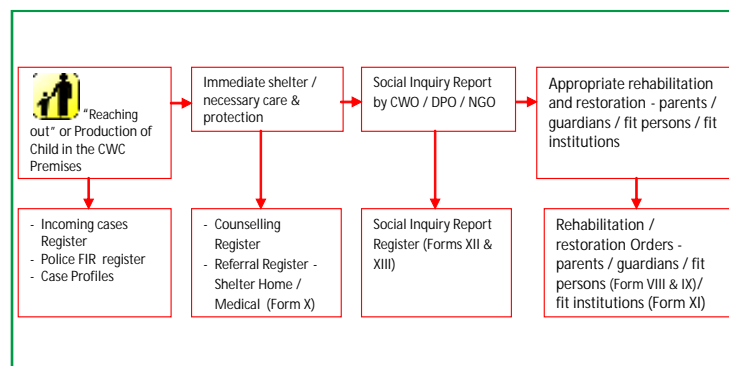 "Reaching
out" or Production of
Child in the CWC
Premises
Immediate shelter /
necessary care &
protection
Social Inquiry Report
by CWO / DPO / NGO
Appropriate rehabilitation
and restoration - parents /
guardians / fit persons / fit
institutions
- Incoming cases
Register
- Police FIR register
- Case Profiles
- Counselling
Register
- Referral Register -
Shelter Home /
Medical (Form X)
Social Inquiry Report
Register (Forms XII &
XIII)
Rehabilitation /
restoration Orders -
parents / guardians / fit
persons (Form VIII & IX)/
fit institutions (Form XI)